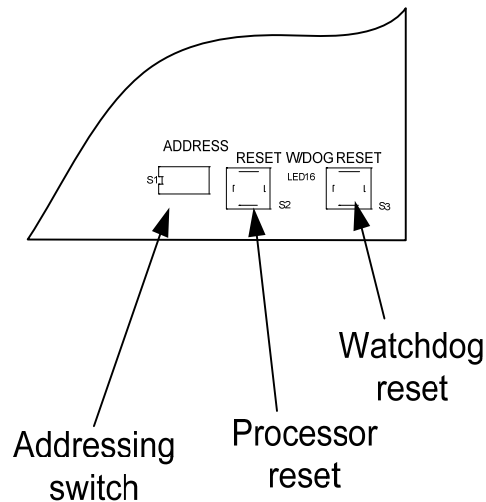 ADDRESS
RESET W/DOG RESET
S1
LED16
S2
S3
Watchdog
reset
Processor
reset
Addressing
switch